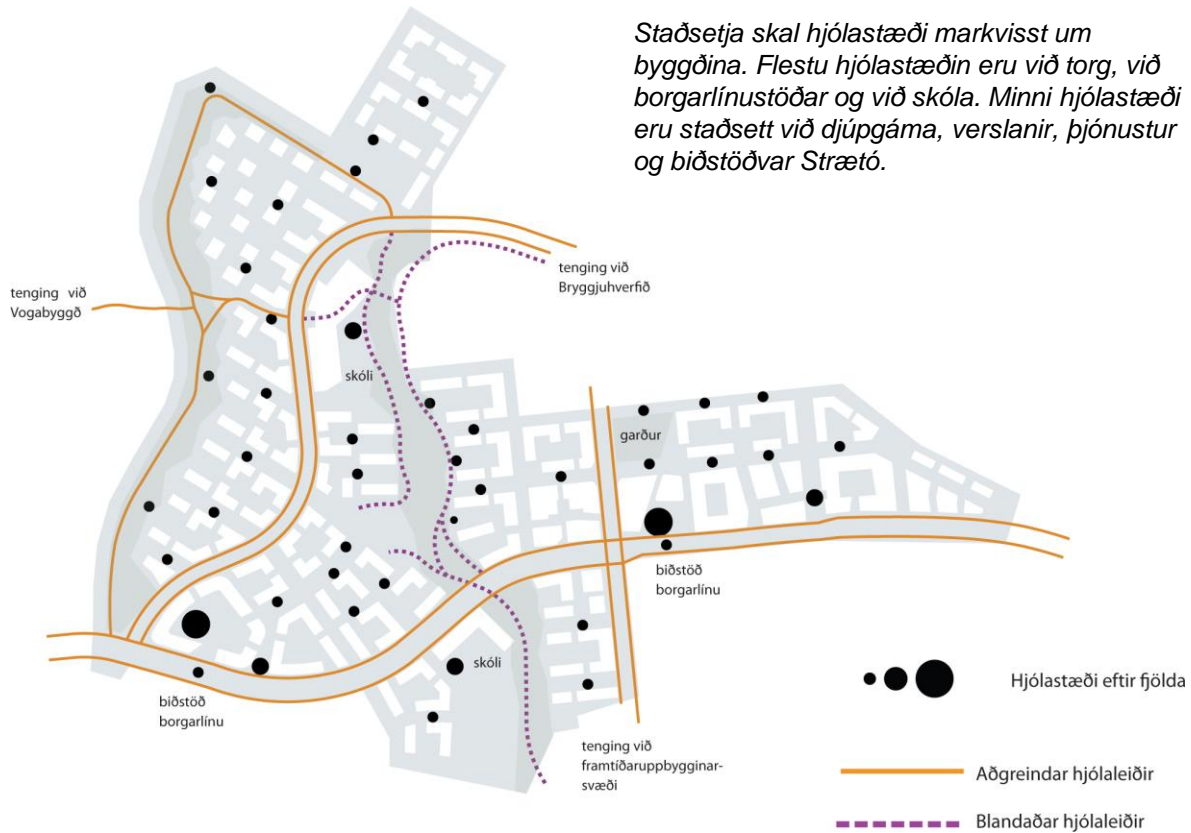 Staðsetja skal hjólastæði markvisst um
byggðina. Flestu hjólastæðin eru við torg, við
borgarlínustöðar og við skóla. Minni hjólastæði
eru staðsett við djúpgáma, verslanir, þjónustur
og biðstöðvar Strætó.
tenging við
Bryggjuhverfið
tenging við
Vogabyggð
skóli
garður
biðstöð
borgarlínu
skóli
biðstöð
borgarlínu
tenging við
framtíðaruppbygginar-
svæði
Hjólastæði eftir fjölda
Aðgreindar hjólaleiðir
Blandaðar hjólaleiðir